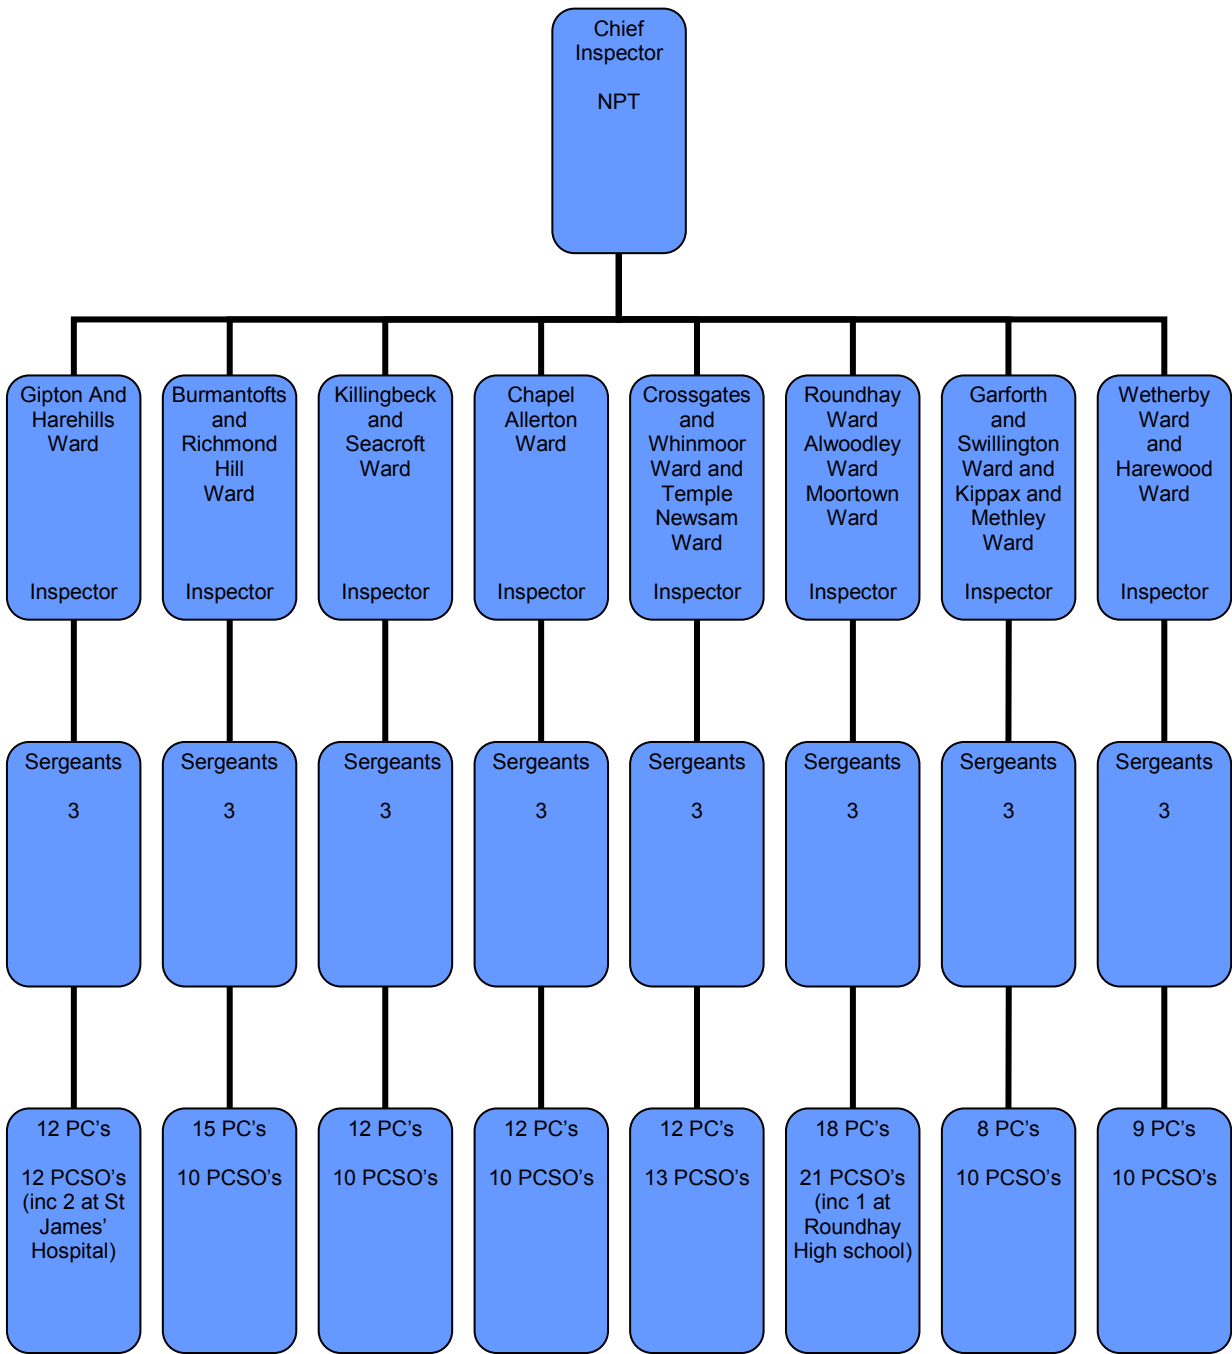 Chief
Inspector
NPT
Gipton And
Harehills
Ward
Inspector
Burmantofts
and
Richmond
Hill
Ward
Inspector
Killingbeck
and
Seacroft
Ward
Inspector
Chapel
Allerton
Ward
Inspector
Crossgates
and
Whinmoor
Ward and
Temple
Newsam
Ward
Inspector
Roundhay
Ward
Alwoodley
Ward
Moortown
Ward
Inspector
Garforth
and
Swillington
Ward and
Kippax and
Methley
Ward
Inspector
Wetherby
Ward
and
Harewood
Ward
Inspector
Sergeants
3
Sergeants
3
Sergeants
3
Sergeants
3
Sergeants
3
Sergeants
3
Sergeants
3
Sergeants
3
12 PC’s
12 PCSO’s
(inc 2 at St
James’
Hospital)
15 PC’s
10 PCSO’s
12 PC’s
10 PCSO’s
12 PC’s
10 PCSO’s
12 PC’s
13 PCSO’s
18 PC’s
21 PCSO’s
(inc 1 at
Roundhay
High school)
8 PC’s
10 PCSO’s
9 PC’s
10 PCSO’s